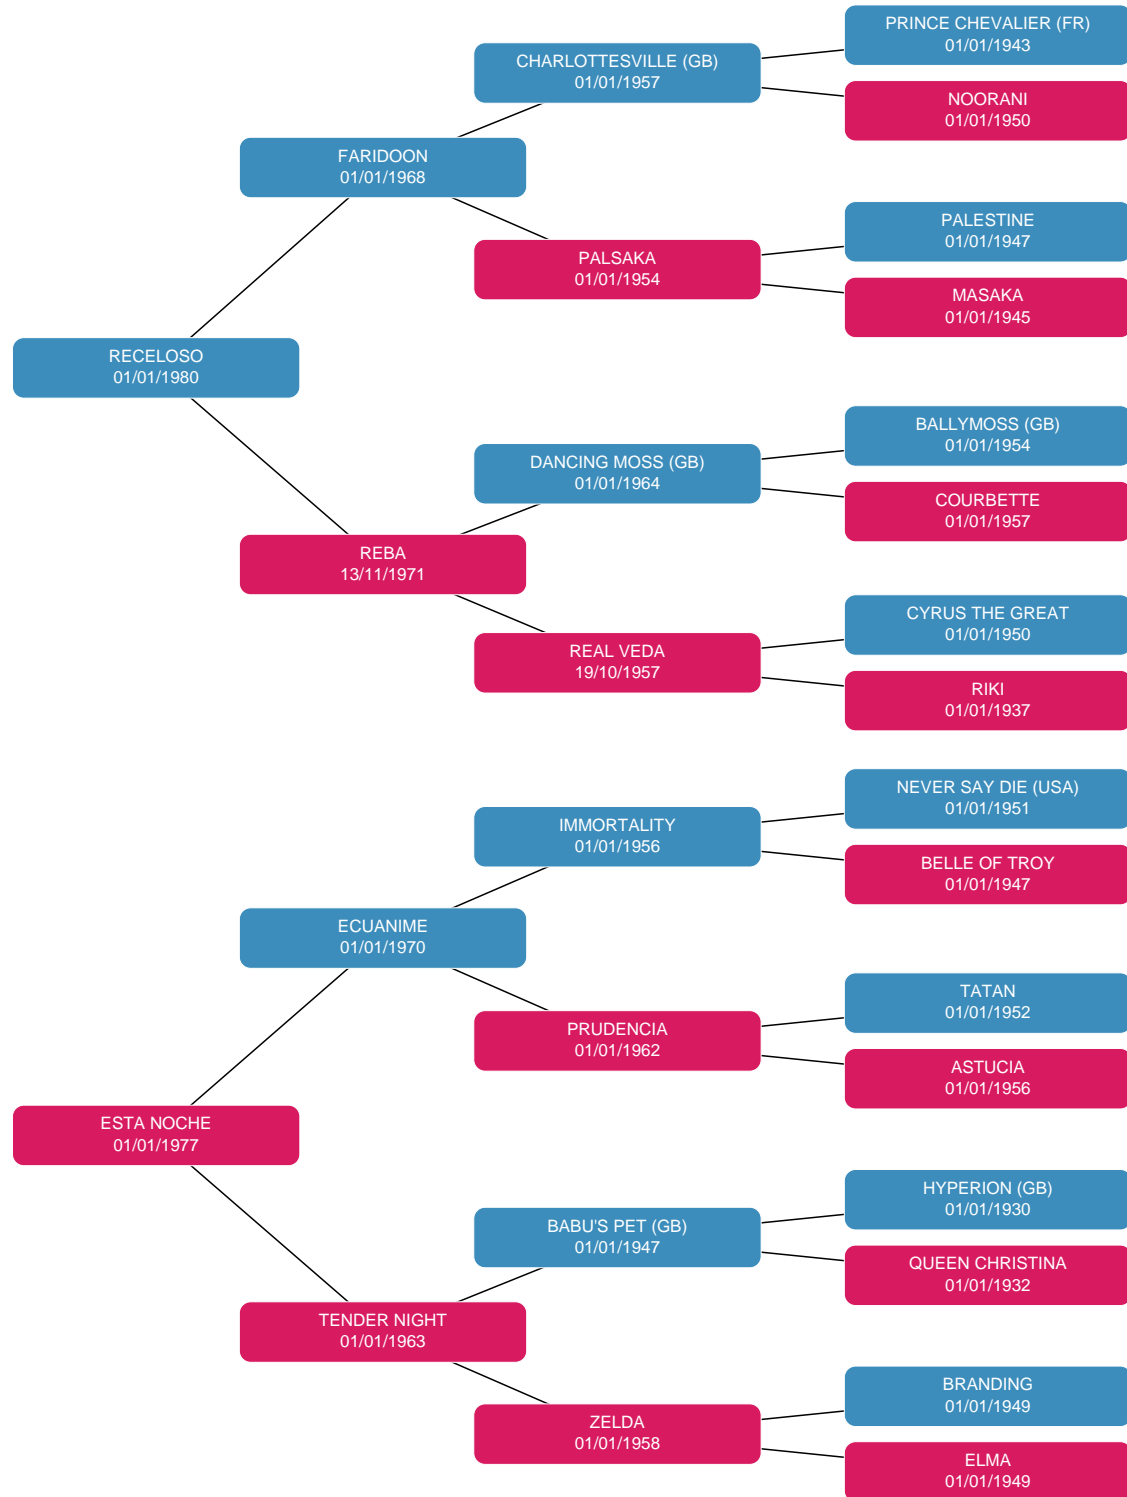 PRINCE CHEVALIER (FR)
01/01/1943
CHARLOTTESVILLE (GB)
01/01/1957
NOORANI
01/01/1950
FARIDOON
01/01/1968
PALESTINE
01/01/1947
PALSAKA
01/01/1954
MASAKA
01/01/1945
RECELOSO
01/01/1980
BALLYMOSS (GB)
01/01/1954
DANCING MOSS (GB)
01/01/1964
COURBETTE
01/01/1957
REBA
13/11/1971
CYRUS THE GREAT
01/01/1950
REAL VEDA
19/10/1957
RIKI
01/01/1937
NEVER SAY DIE (USA)
01/01/1951
IMMORTALITY
01/01/1956
BELLE OF TROY
01/01/1947
ECUANIME
01/01/1970
TATAN
01/01/1952
PRUDENCIA
01/01/1962
ASTUCIA
01/01/1956
ESTA NOCHE
01/01/1977
HYPERION (GB)
01/01/1930
BABU'S PET (GB)
01/01/1947
QUEEN CHRISTINA
01/01/1932
TENDER NIGHT
01/01/1963
BRANDING
01/01/1949
ZELDA
01/01/1958
ELMA
01/01/1949